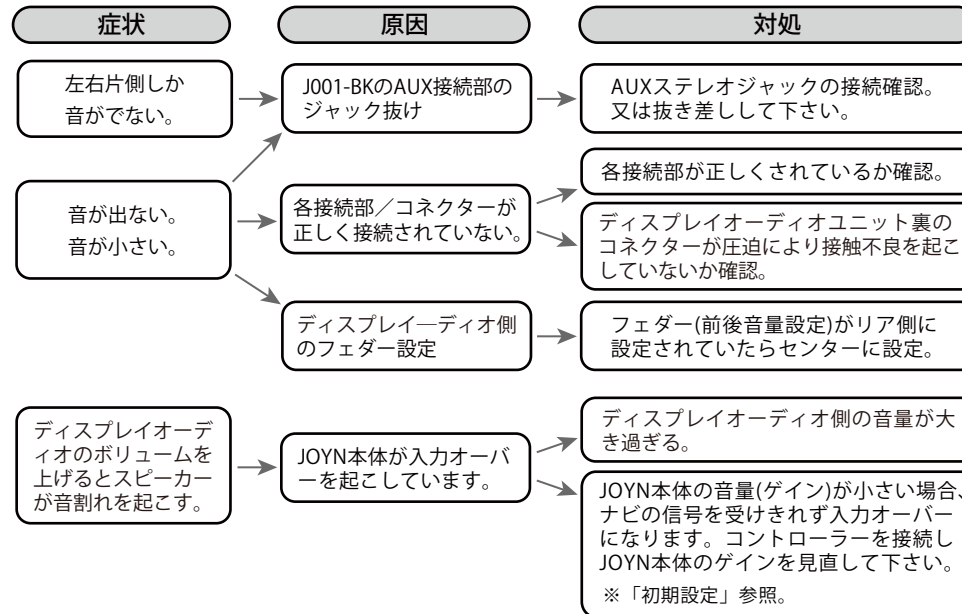 症状
原因
対処
左右片側しか
音がでない。
J001-BKのAUX接続部の
ジャック抜け
AUXステレオジャックの接続確認。
又は抜き差しして下さい。
音が出ない。
音が小さい。
各接続部／コネクターが
正しく接続されていない。
各接続部が正しくされているか確認。
ディスプレイオーディオユニット裏の
コネクターが圧迫により接触不良を起こ
していないか確認。
ディスプレイ―ディオ側
のフェダー設定
フェダー(前後音量設定)がリア側に
設定されていたらセンターに設定。
ディスプレイオーデ
ィオのボリュームを
上げるとスピーカー
が音割れを起こす。
JOYN本体が入力オーバ
ーを起こしています。
ディスプレイオーディオ側の音量が大
き過ぎる。
JOYN本体の音量(ゲイン)が小さい場合、
ナビの信号を受けきれず入力オーバー
になります。コントローラーを接続し
JOYN本体のゲインを見直して下さい。
※「初期設定」参照。